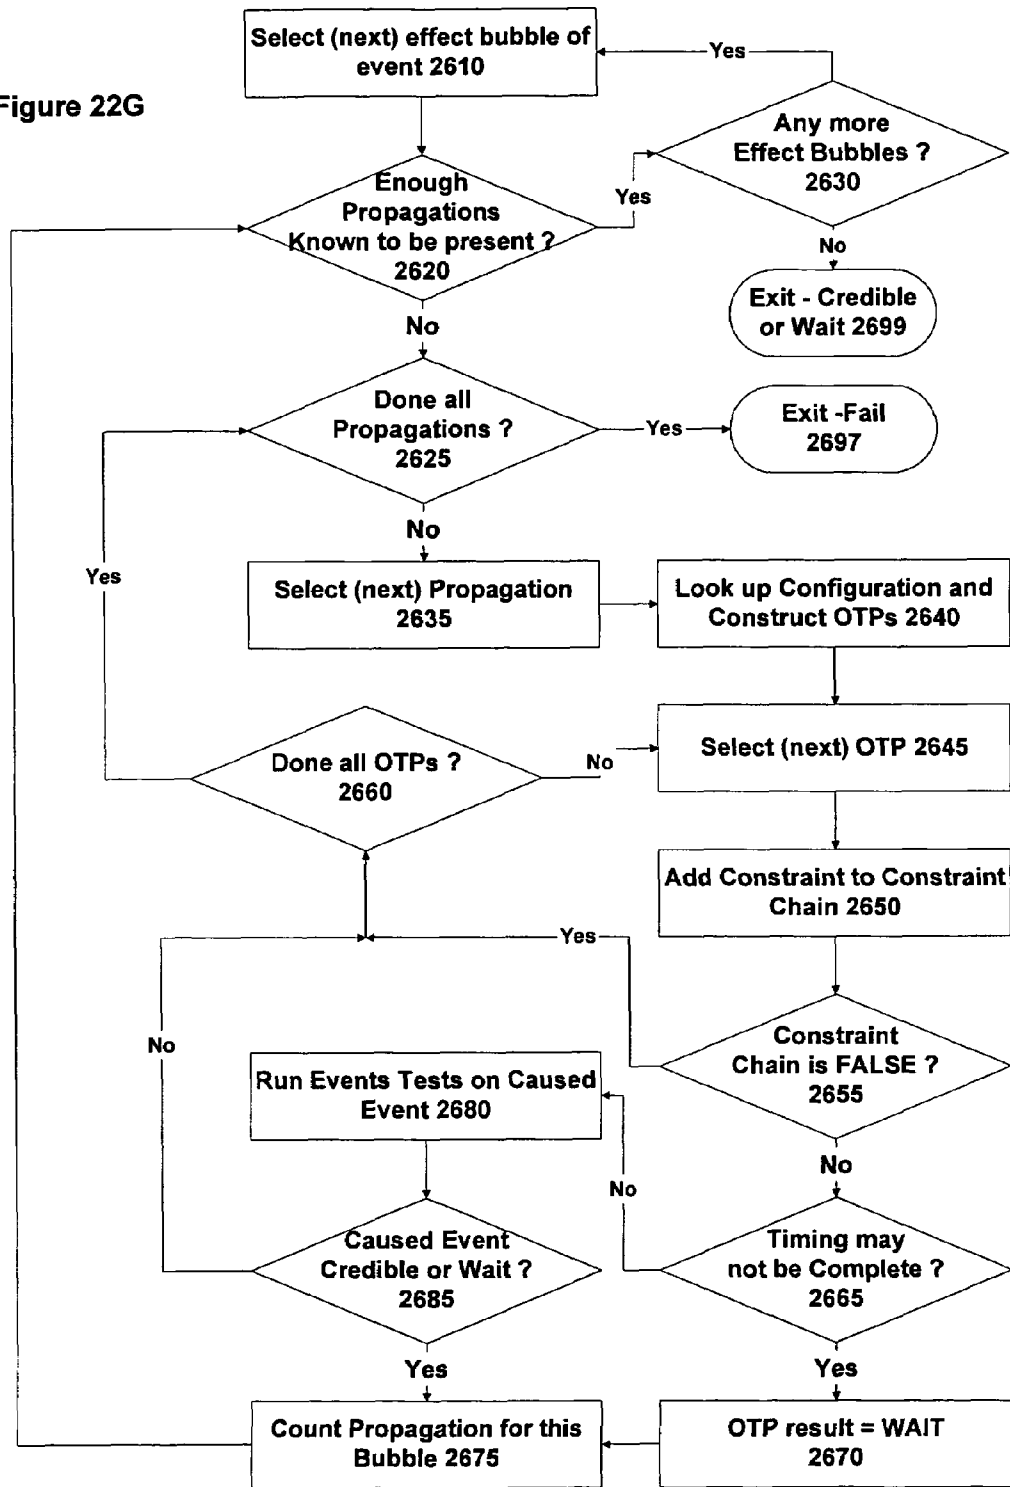 Select (next) effect bubble of
event 2610
Yes
Figure 22G
Any more
Effect Bubbles ?
2630
Enough
Propagations
Known to be present ?
2620
Yes
No
Exit - Credible
or Wait 2699
No
Done all
Propagations ?
2625
Yes
Exit -Fail
2697
No
Yes
Select (next) Propagation
2635
Look up Configuration and
Construct OTPs 2640
Done all OTPs ?
2660
No
Select (next) OTP 2645
Add Constraint to Constraint
Chain 2650
Yes
No
Constraint
Chain is FALSE ?
2655
Run Events Tests on Caused
Event 2680
No
No
Caused Event
Credible or Wait ?
2685
Timing may
not be Complete ?
2665
Yes
Yes
Count Propagation for this
Bubble 2675
OTP result = WAIT
2670